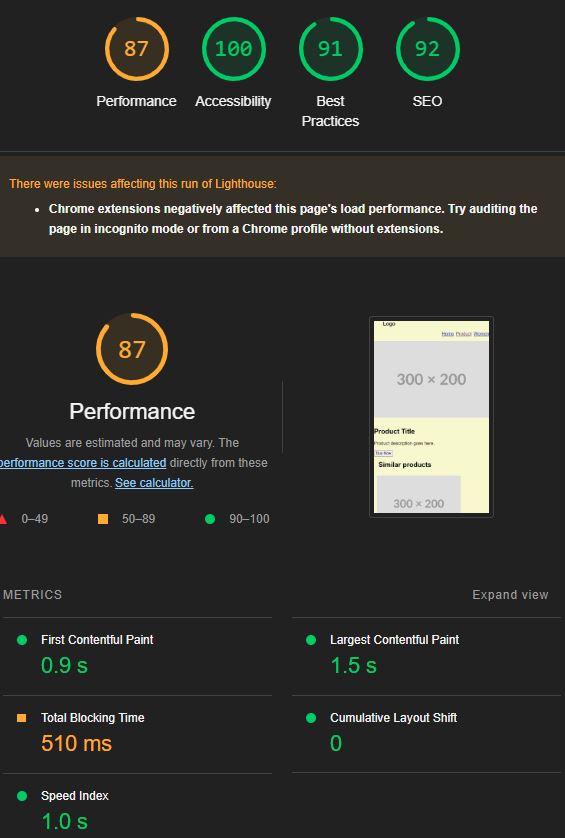 87 100 91 92
Performance Accessibility Best Practices SEO
There were issues affecting this run of Lighthouse:
• Chrome extensions negatively affected this page's load performance. Try auditing the
page in incognito mode or from a Chrome profile without extensions.
87
Performance
Values are estimated and may vary. The
performance score is calculated directly from these
metrics. See calculator.
0–49 50–89 90–100
Logo
Home Product
300 × 200
Product Title
Product description goes here.
Similar products
300 × 200
METRICS Expand view
First Contentful Paint
0.9 s
Largest Contentful Paint
1.5 s
Total Blocking Time
510 ms
Cumulative Layout Shift
0
Speed Index
1.0 s